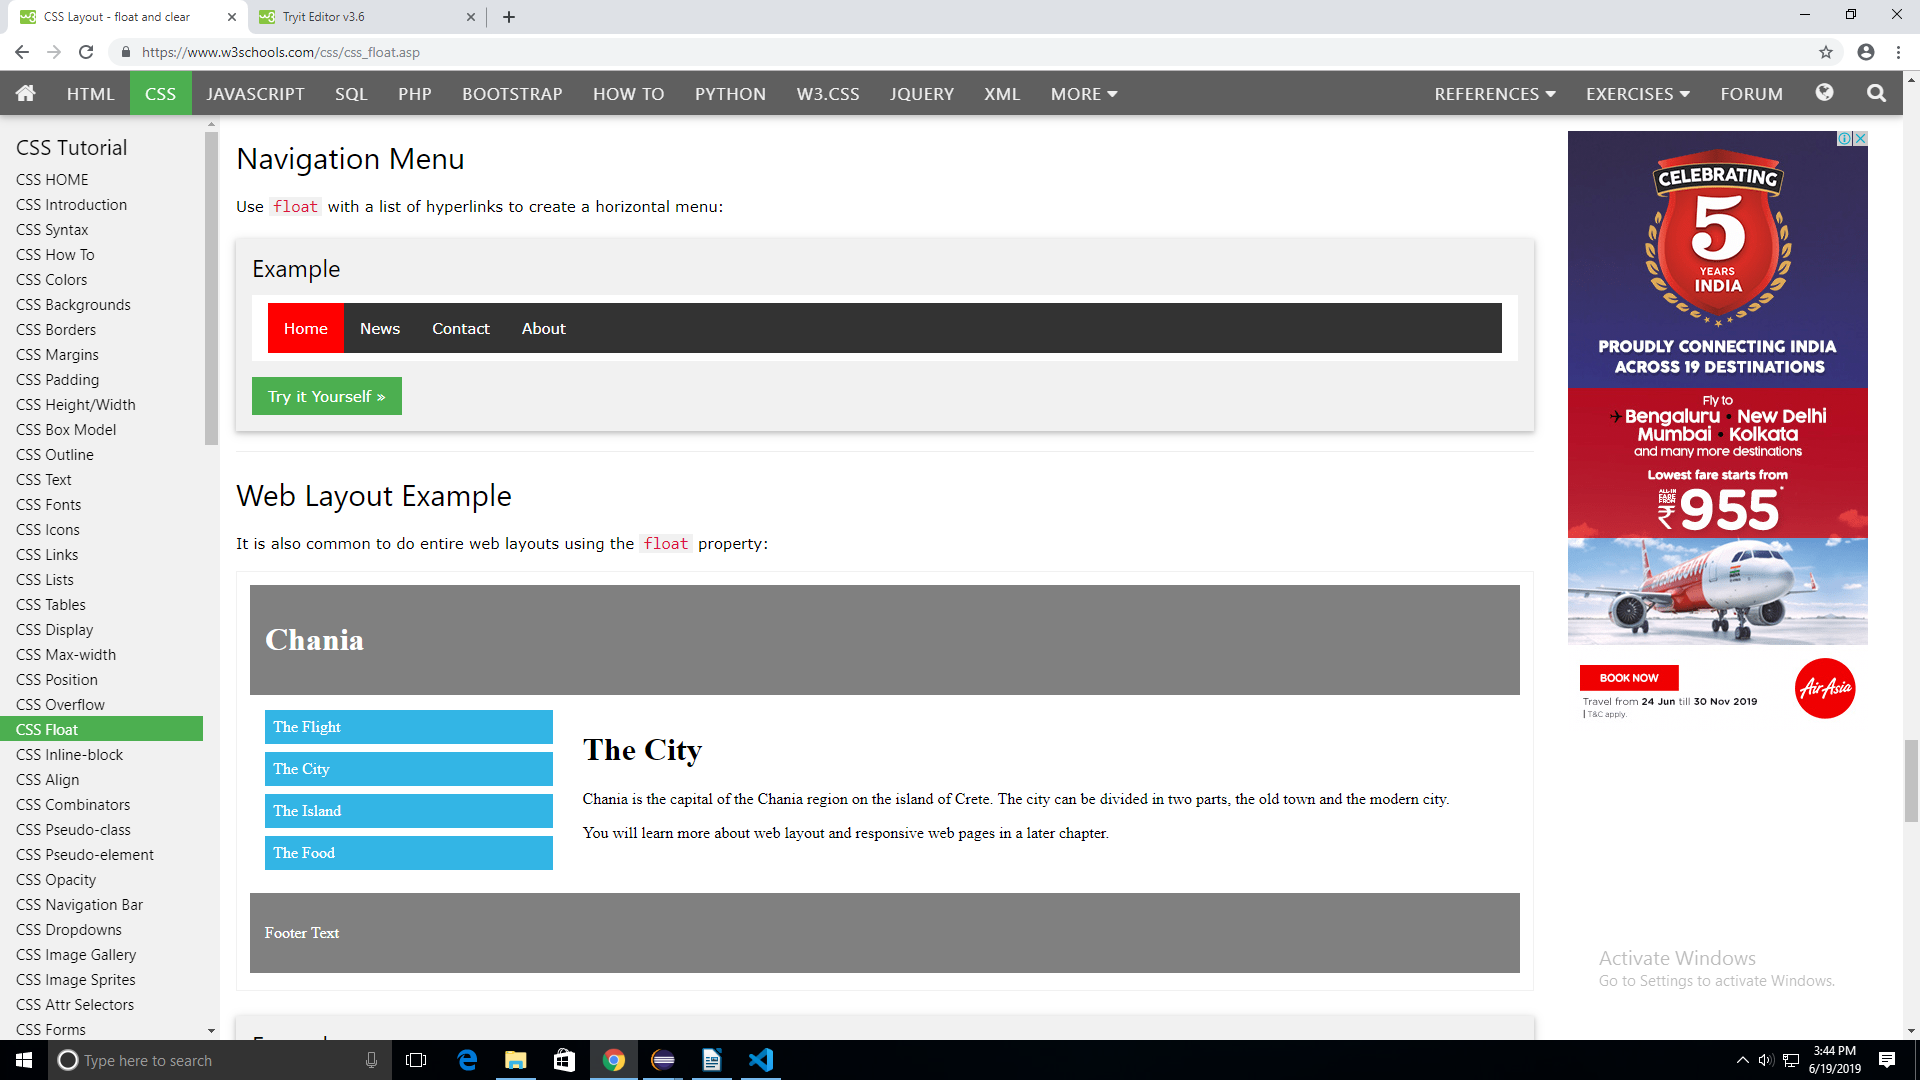 CSS Layout - float and clear
Tryit Editor v3.6
https://www.w3schools.com/css/css_float.asp
HTML CSS JAVASCRIPT SQL PHP BOOTSTRAP HOW TO PYTHON W3.CSS JQUERY XML MORE REFERENCES EXERCISES FORUM
CSS Tutorial
CSS HOME
CSS Introduction
CSS Syntax
CSS How To
CSS Colors
CSS Backgrounds
CSS Borders
CSS Margins
CSS Padding
CSS Height/Width
CSS Box Model
CSS Outline
CSS Text
CSS Fonts
CSS Icons
CSS Links
CSS Lists
CSS Tables
CSS Display
CSS Max-width
CSS Position
CSS Overflow
CSS Float
CSS Inline-block
CSS Align
CSS Combinators
CSS Pseudo-class
CSS Pseudo-element
CSS Opacity
CSS Navigation Bar
CSS Dropdowns
CSS Image Gallery
CSS Image Sprites
CSS Attr Selectors
CSS Forms
Navigation Menu
Use float with a list of hyperlinks to create a horizontal menu:
Example
Home News Contact About
Try it Yourself »
Web Layout Example
It is also common to do entire web layouts using the float property:
Chania
The Flight
The City
The Island
The Food
The City
Chania is the capital of the Chania region on the island of Crete. The city can be divided in two parts, the old town and the modern city.
You will learn more about web layout and responsive web pages in a later chapter.
Footer Text
CELEBRATING
5
YEARS
INDIA
PROUDLY CONNECTING INDIA
ACROSS 19 DESTINATIONS
Fly to
Bengaluru • New Delhi
Mumbai • Kolkata
and many more destinations
Lowest fare starts from
ALL-IN
FARE
FROM
₹955*
BOOK NOW
AirAsia
Travel from 24 Jun till 30 Nov 2019
| T&C apply.
Activate Windows
Go to Settings to activate Windows.
Type here to search
3:44 PM
6/19/2019